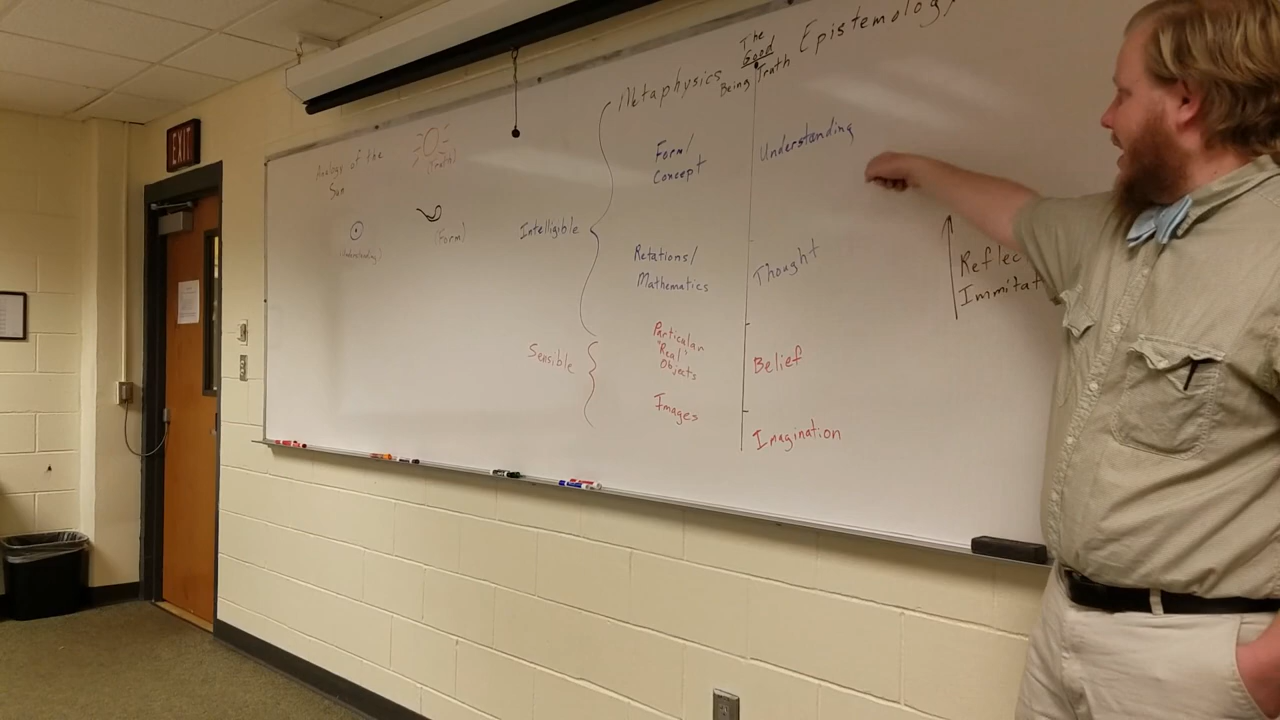 EXIT
Analogy of the
Sun
(Truth)
(Understanding)
(Form)
Metaphysics
The
Good
Being
Truth
Epistemology
Intelligible
Form/
Concept
Understanding
Relations/
Mathematics
Thought
Sensible
Particular
"Real"
Objects
Belief
Images
Imagination
Reflec
Immitat